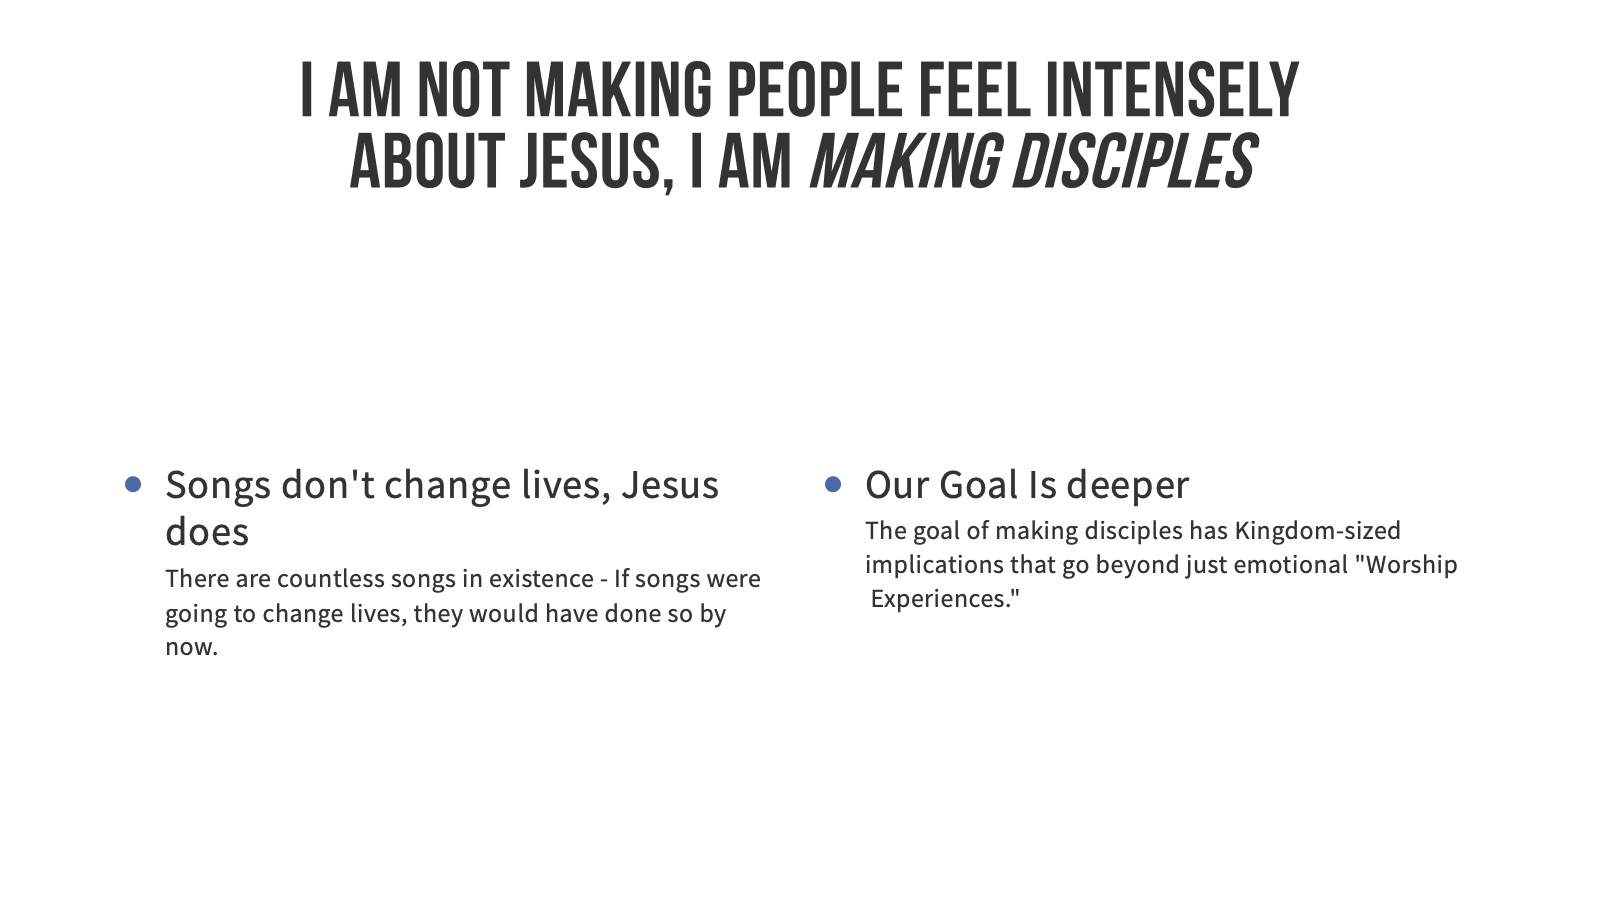 I AM NOT MAKING PEOPLE FEEL INTENSELY
ABOUT JESUS, I AM MAKING DISCIPLES
Songs don't change lives, Jesus
does
There are countless songs in existence - If songs were
going to change lives, they would have done so by
now.
Our Goal Is deeper
The goal of making disciples has Kingdom-sized
implications that go beyond just emotional "Worship
Experiences."